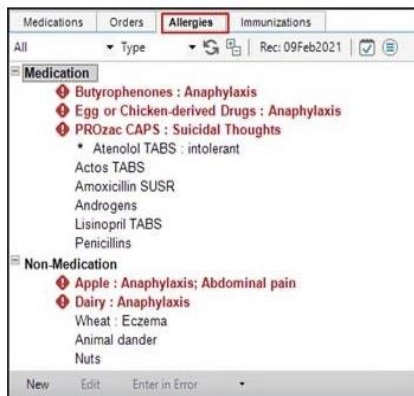 Medications Orders Allergies Immunizations
All Type Rec: 09Feb2021
Medication
Butyrophenones : Anaphylaxis
Egg or Chicken-derived Drugs : Anaphylaxis
PROzac CAPS : Suicidal Thoughts
* Atenolol TABS : intolerant
Actos TABS
Amoxicillin SUSR
Androgens
Lisinopril TABS
Penicillins
Non-Medication
Apple : Anaphylaxis; Abdominal pain
Dairy : Anaphylaxis
Wheat : Eczema
Animal dander
Nuts
New Edit Enter in Error